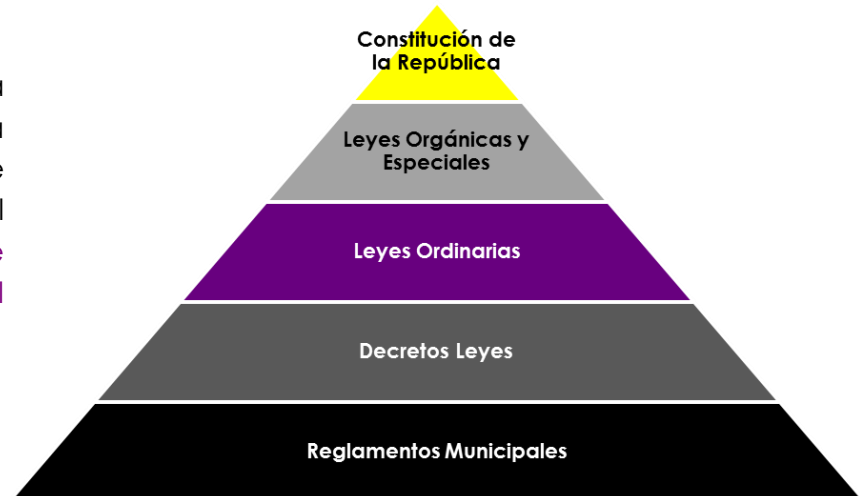 Constitución de
la República
Leyes Orgánicas y
Especiales
Leyes Ordinarias
Decretos Leyes
Reglamentos Municipales